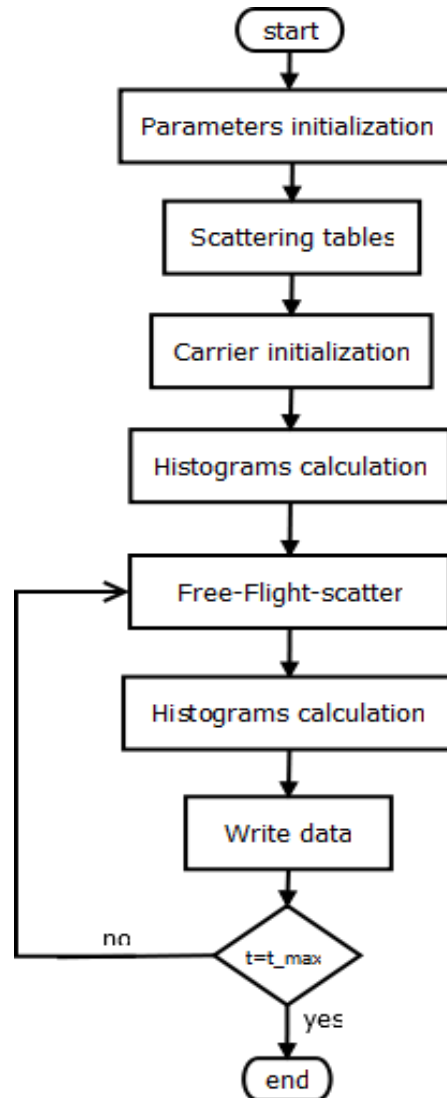 start
Parameters initialization
Scattering tables
Carrier initialization
Histograms calculation
Free-Flight-scatter
Histograms calculation
Write data
t=t_max
no
yes
end